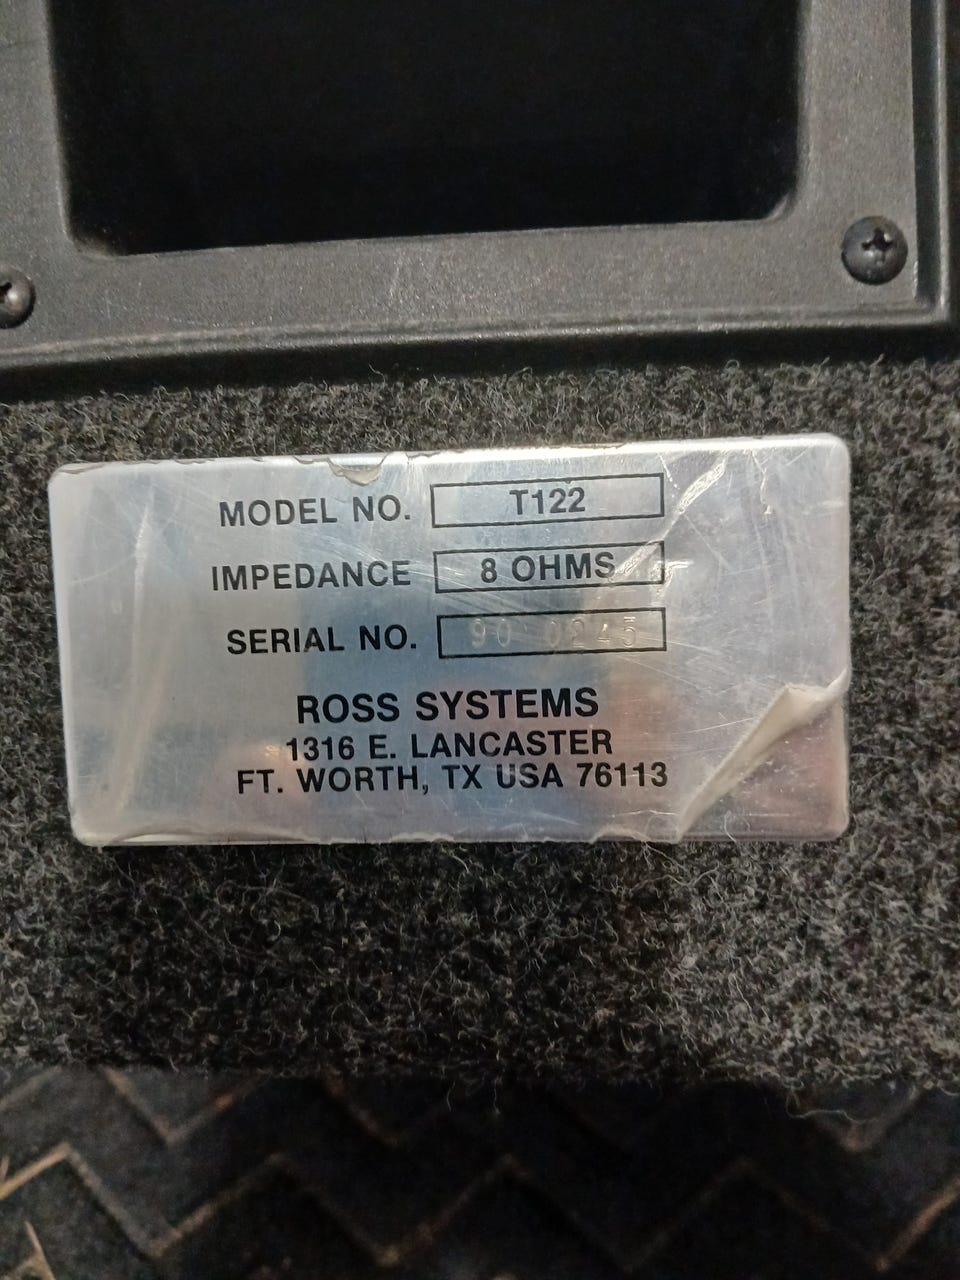 MODEL NO. T122
IMPEDANCE 8 OHMS
SERIAL NO. 90 0245
ROSS SYSTEMS
1316 E. LANCASTER
FT. WORTH, TX USA 76113